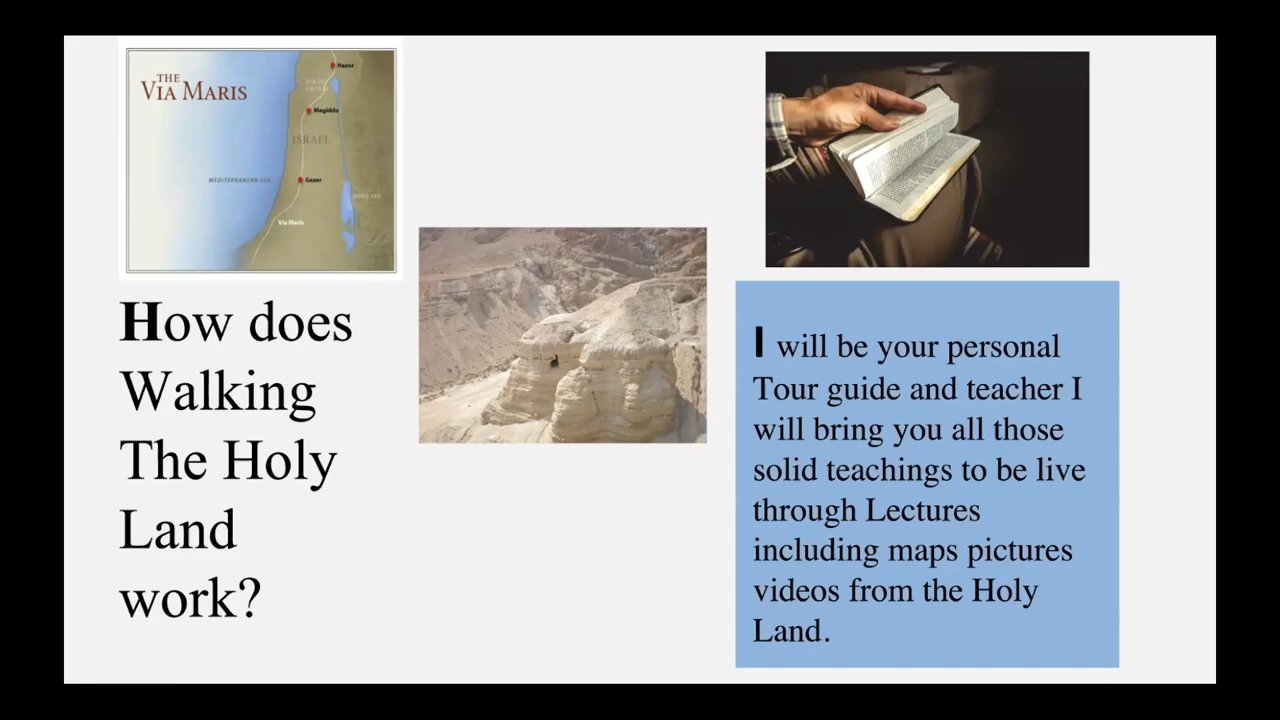 THE
VIA MARIS
Hazor
Megiddo
ISRAEL
MEDITERRANEAN SEA
Gezer
Via Maris
How does
Walking
The Holy
Land
work?
I will be your personal
Tour guide and teacher I
will bring you all those
solid teachings to be live
through Lectures
including maps pictures
videos from the Holy
Land.